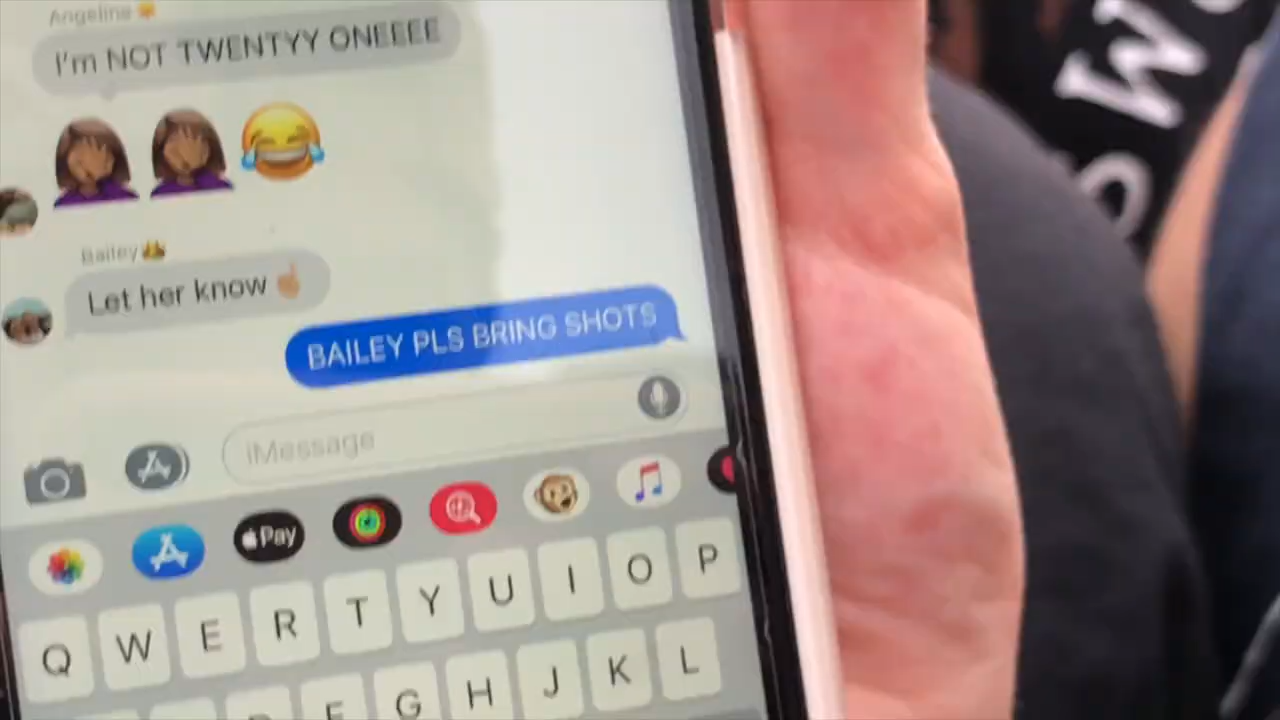 Angelina
I'm NOT TWENTYY ONEEEE
Bailey
Let her know
BAILEY PLS BRING SHOTS
iMessage
Pay
Q W E R T Y U I O P
F G H J K L